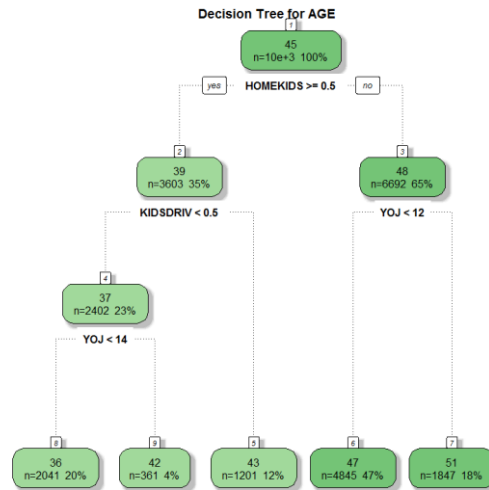 Decision Tree for AGE
1
45
n=10e+3 100%
yes HOMEKIDS >= 0.5 no
2
39
n=3603 35%
3
48
n=6692 65%
KIDSDRIV < 0.5
YOJ < 12
4
37
n=2402 23%
YOJ < 14
8
36
n=2041 20%
9
42
n=361 4%
5
43
n=1201 12%
6
47
n=4845 47%
7
51
n=1847 18%